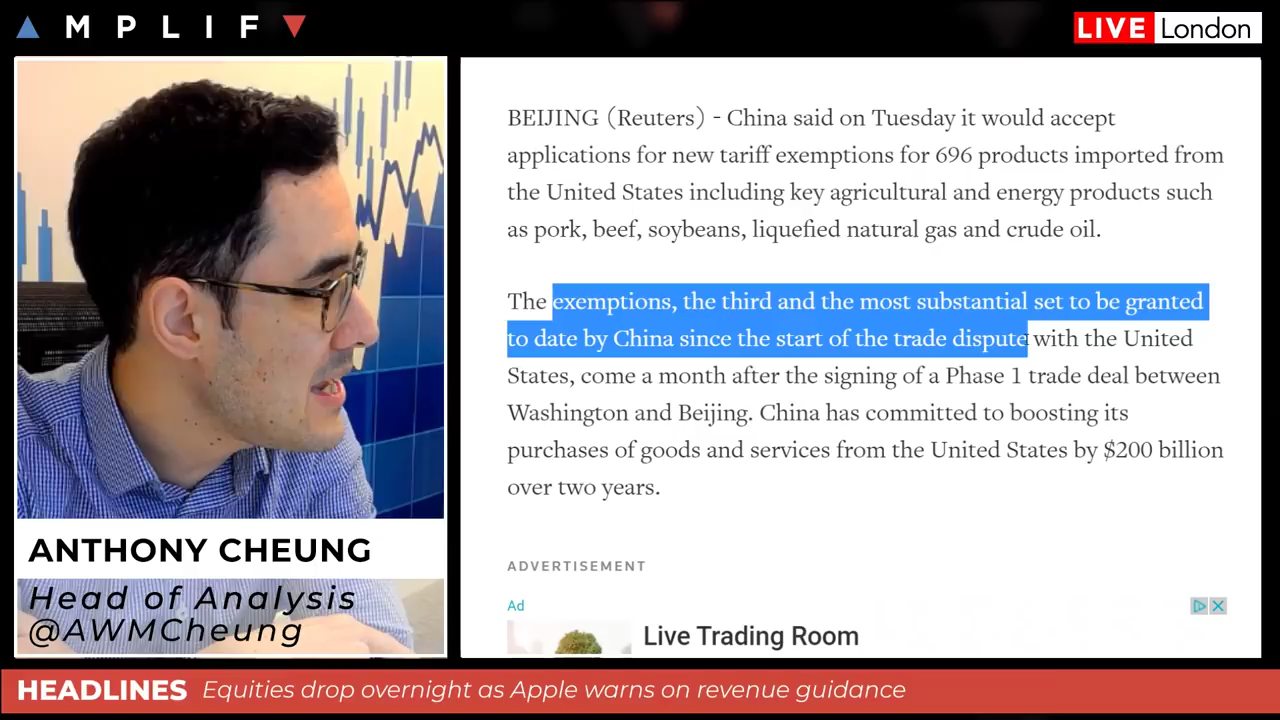 AMPLIFY
LIVE London
BEIJING (Reuters) - China said on Tuesday it would accept
applications for new tariff exemptions for 696 products imported from
the United States including key agricultural and energy products such
as pork, beef, soybeans, liquefied natural gas and crude oil.
The exemptions, the third and the most substantial set to be granted
to date by China since the start of the trade dispute with the United
States, come a month after the signing of a Phase 1 trade deal between
Washington and Beijing. China has committed to boosting its
purchases of goods and services from the United States by $200 billion
over two years.
ADVERTISEMENT
Ad
Live Trading Room
ANTHONY CHEUNG
Head of Analysis
@AWMCheung
HEADLINES Equities drop overnight as Apple warns on revenue guidance